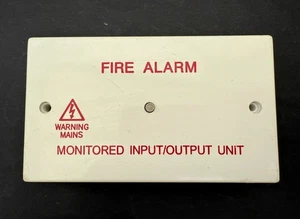 FIRE ALARM
WARNING
MAINS
MONITORED INPUT/OUTPUT UNIT